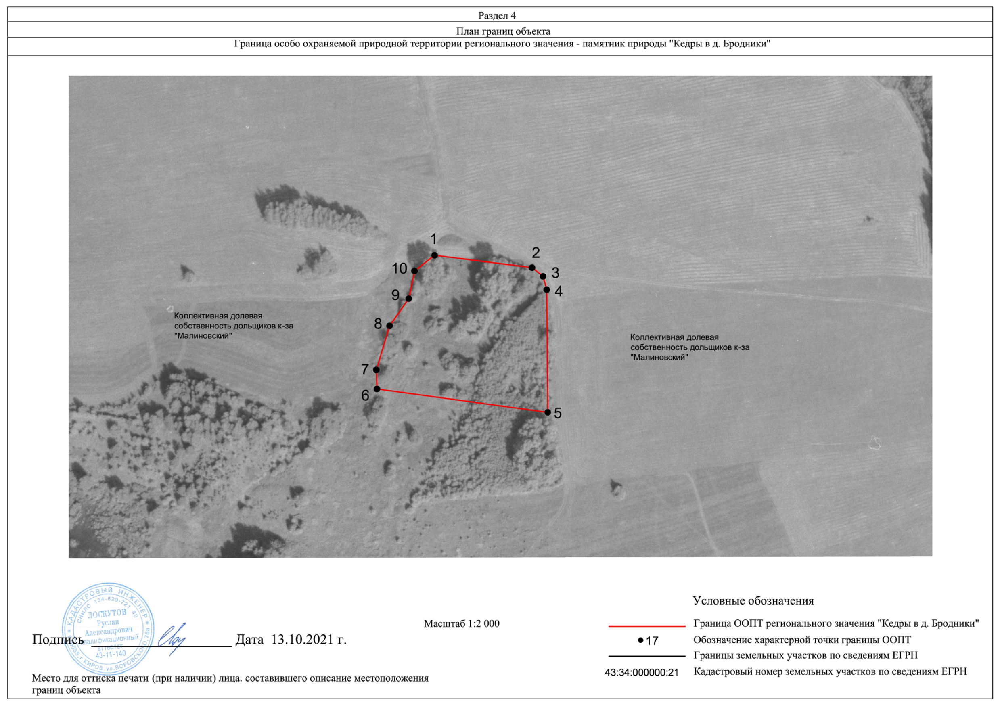 Раздел 4
План границ объекта
Граница особо охраняемой природной территории регионального значения - памятник природы "Кедры в д. Бродники"
1
2
3
4
5
6
7
8
9
10
Коллективная долевая
собственность дольщиков к-за
"Малиновский"
Коллективная долевая
собственность дольщиков к-за
"Малиновский"
Масштаб 1:2 000
КАДАСТРОВЫЙ ИНЖЕНЕР
СНИЛС 134-829-721 80
ЛОСКУТОВ
Руслан
Александрович
квалификационный
аттестат
43-11-140
г.КИРОВ, ул.ВОРОВСКОГО,78а
Подпись
Дата 13.10.2021 г.
Место для оттиска печати (при наличии) лица. составившего описание местоположения
границ объекта
Условные обозначения
Граница ООПТ регионального значения "Кедры в д. Бродники"
17 Обозначение характерной точки границы ООПТ
Границы земельных участков по сведениям ЕГРН
43:34:000000:21 Кадастровый номер земельных участков по сведениям ЕГРН